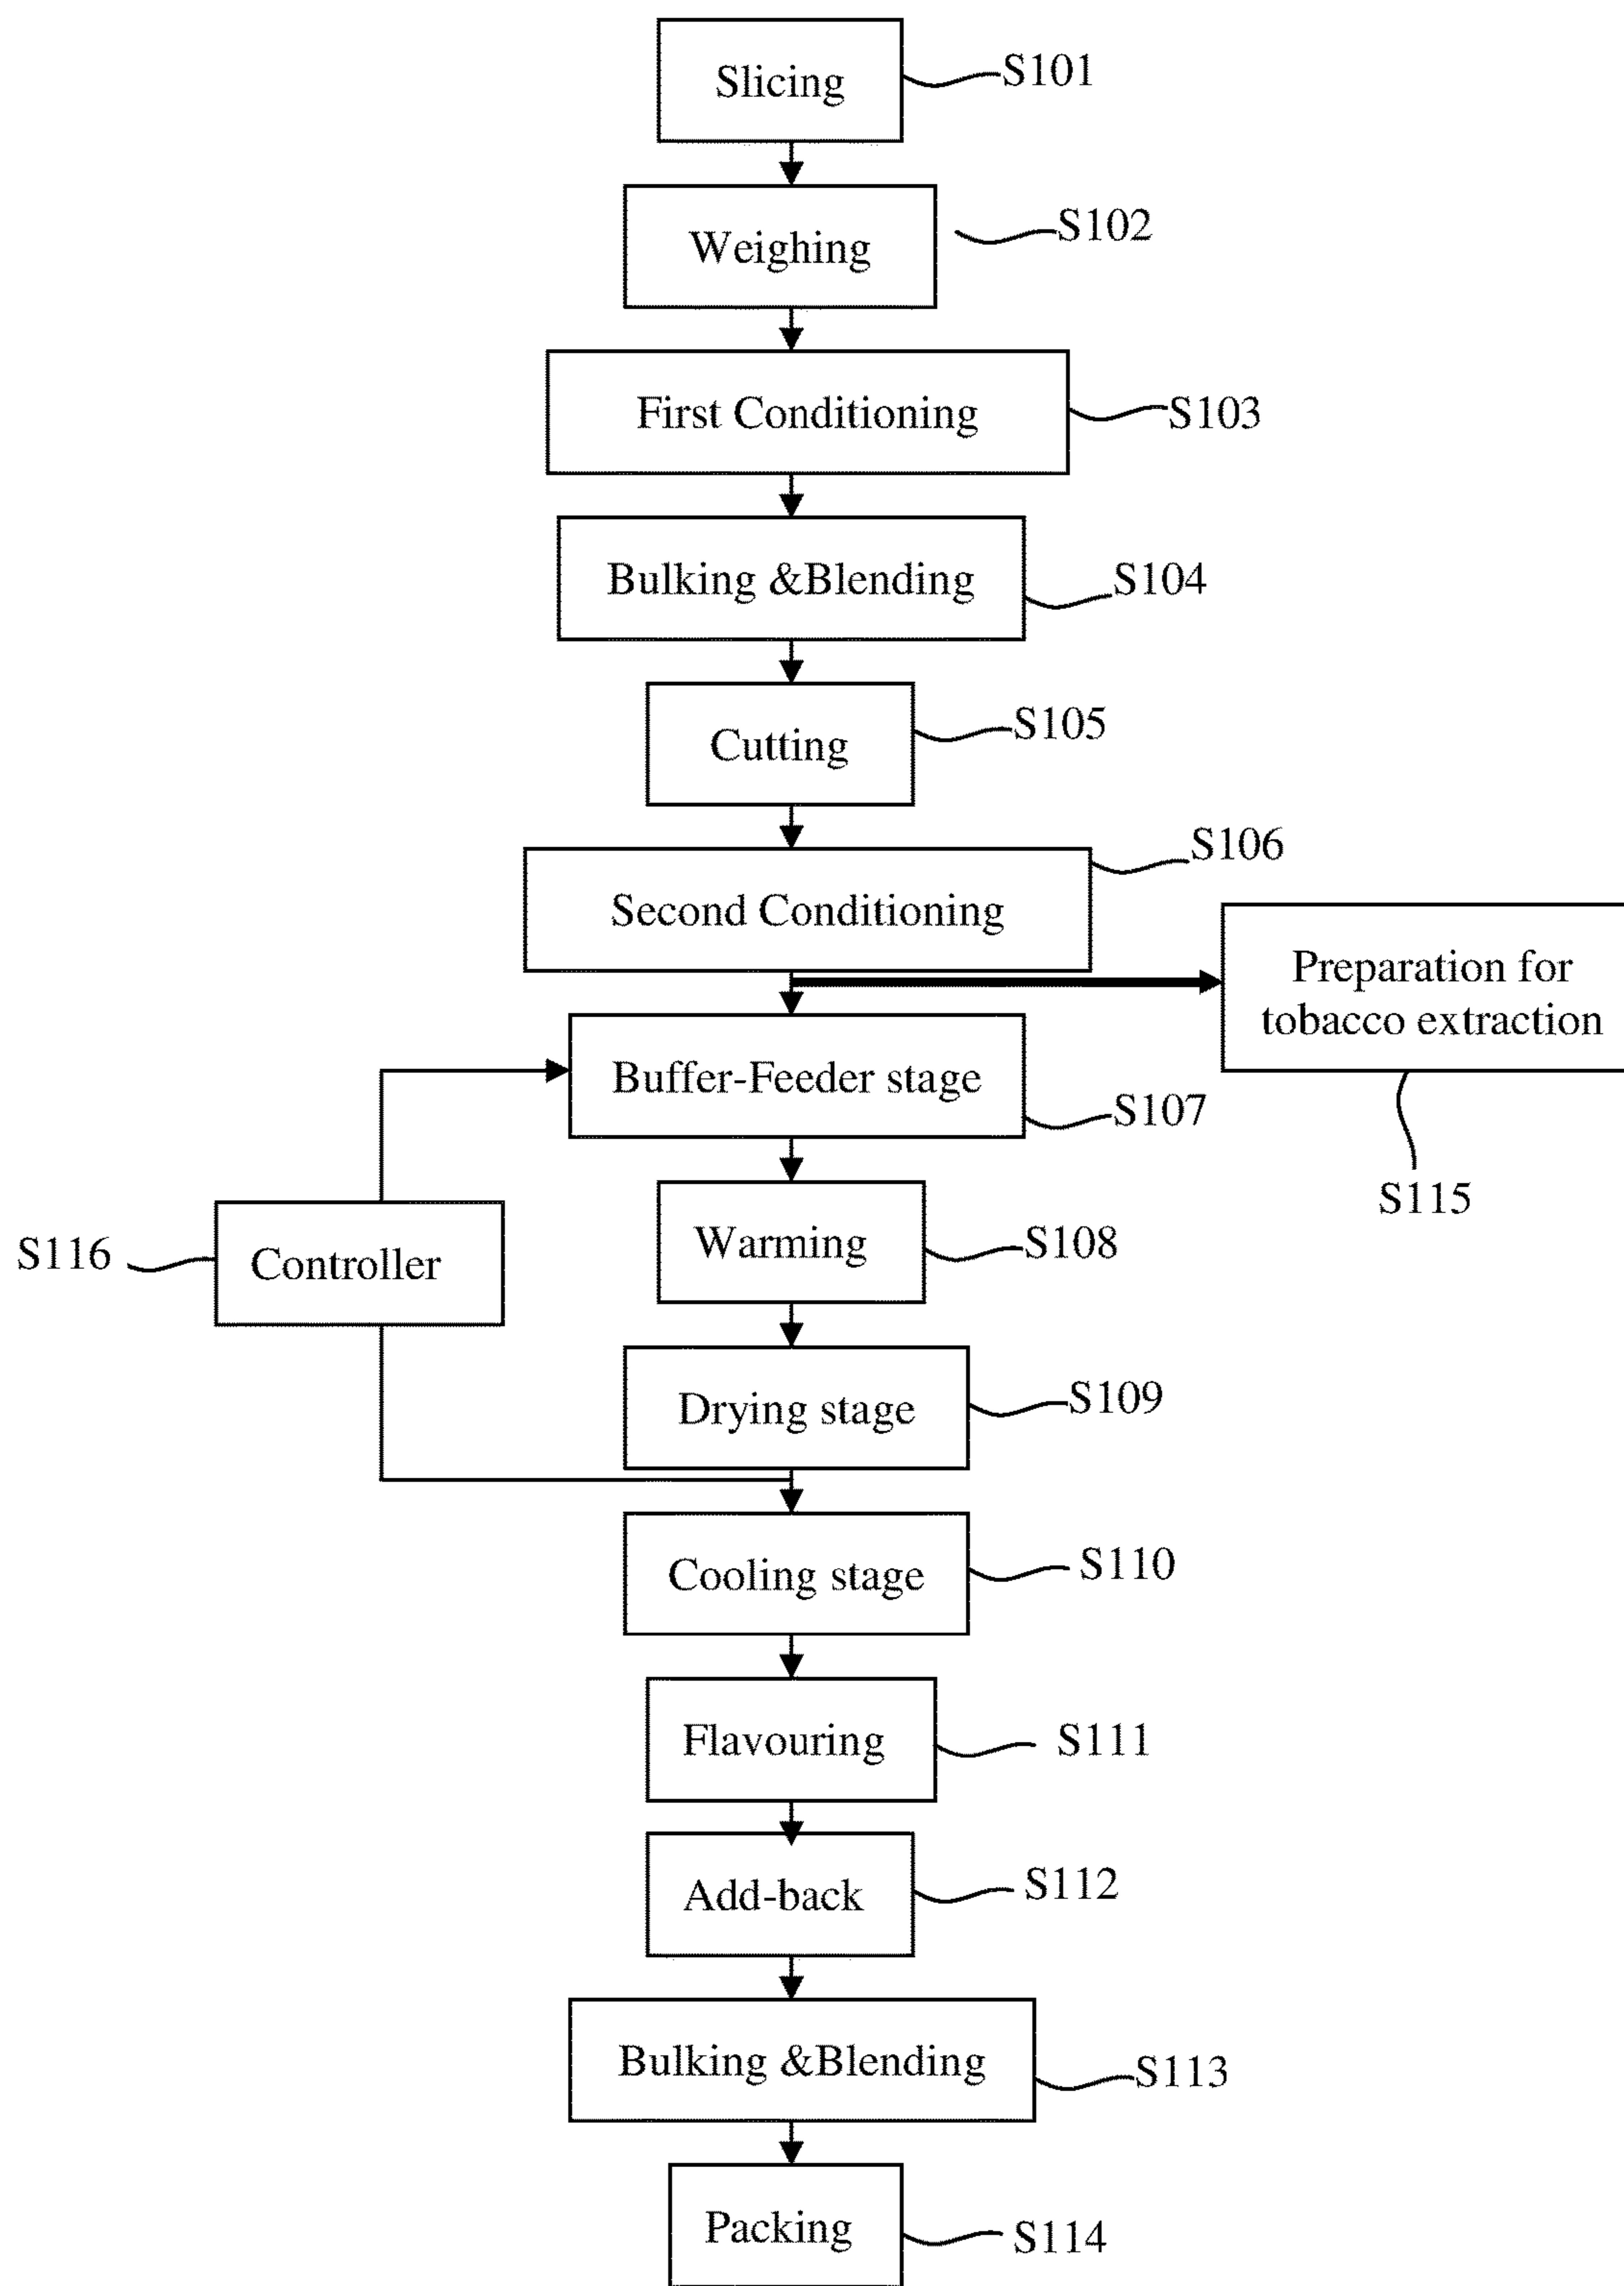 Slicing
S101
Weighing
S102
First Conditioning
S103
Bulking &Blending
S104
Cutting
S105
Second Conditioning
S106
Preparation for
tobacco extraction
S115
Buffer-Feeder stage
S107
Controller
S116
Warming
S108
Drying stage
S109
Cooling stage
S110
Flavouring
S111
Add-back
S112
Bulking &Blending
S113
Packing
S114